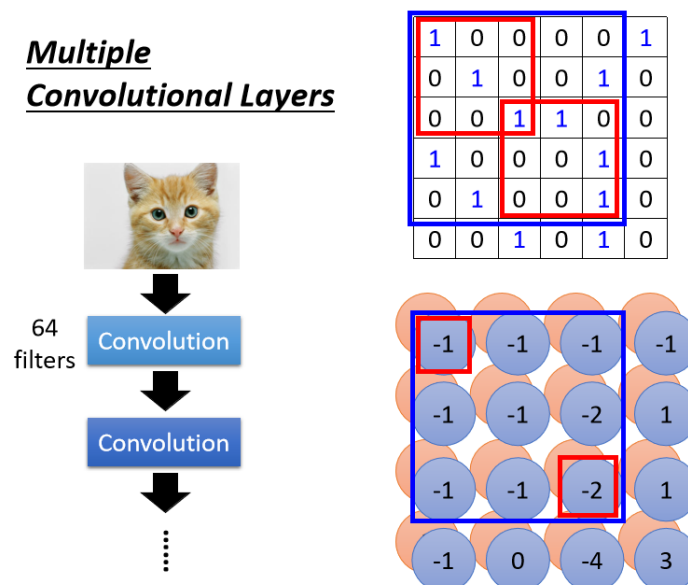 Multiple
Convolutional Layers
64
filters
Convolution
Convolution
1 0 0 0 0 1
0 1 0 0 1 0
0 0 1 1 0 0
1 0 0 0 1 0
0 1 0 0 1 0
0 0 1 0 1 0
-1 -1 -1 -1
-1 -1 -2 1
-1 -1 -2 1
-1 0 -4 3